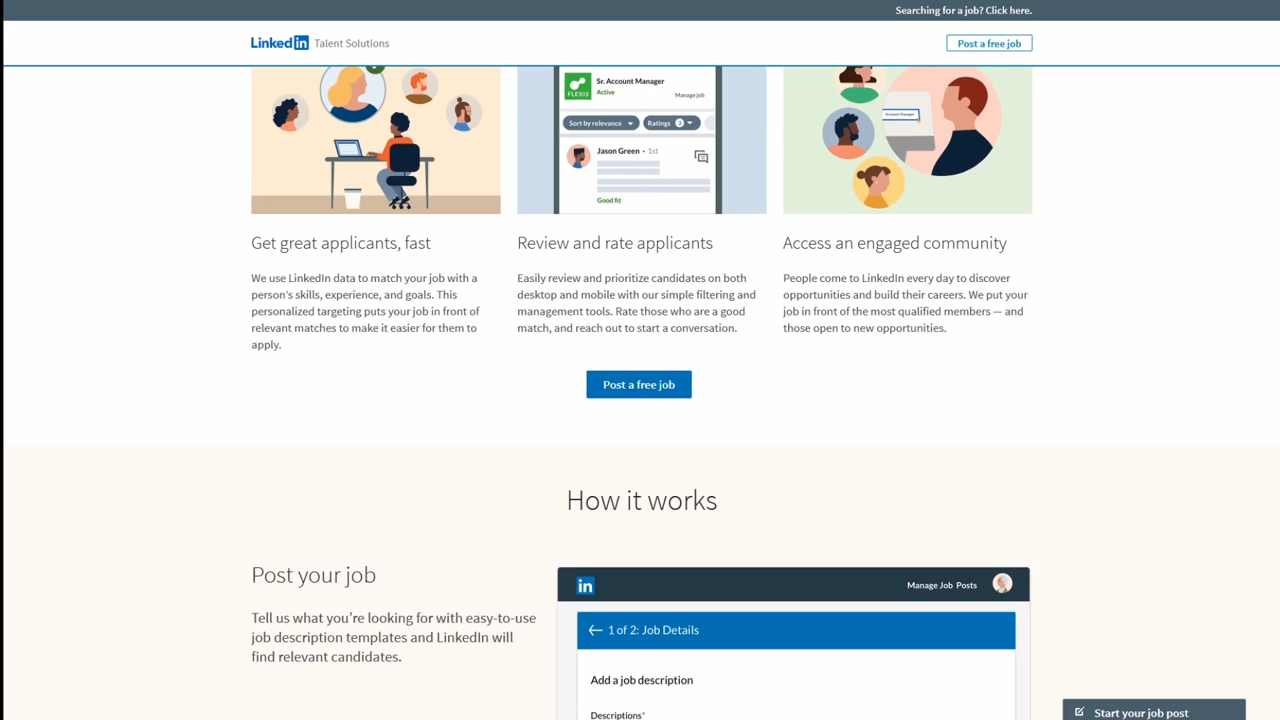 Searching for a job? Click here.
Linked in Talent Solutions
Post a free job
FLEXIS
Sr. Account Manager
Active
Manage job
Sort by relevance
Ratings 3
Jason Green • 1st
Good fit
Account Manager
Get great applicants, fast
We use LinkedIn data to match your job with a
person's skills, experience, and goals. This
personalized targeting puts your job in front of
relevant matches to make it easier for them to
apply.
Review and rate applicants
Easily review and prioritize candidates on both
desktop and mobile with our simple filtering and
management tools. Rate those who are a good
match, and reach out to start a conversation.
Access an engaged community
People come to LinkedIn every day to discover
opportunities and build their careers. We put your
job in front of the most qualified members — and
those open to new opportunities.
Post a free job
How it works
Post your job
Tell us what you're looking for with easy-to-use
job description templates and LinkedIn will
find relevant candidates.
in
Manage Job Posts
1 of 2: Job Details
Add a job description
Descriptions*
Start your job post